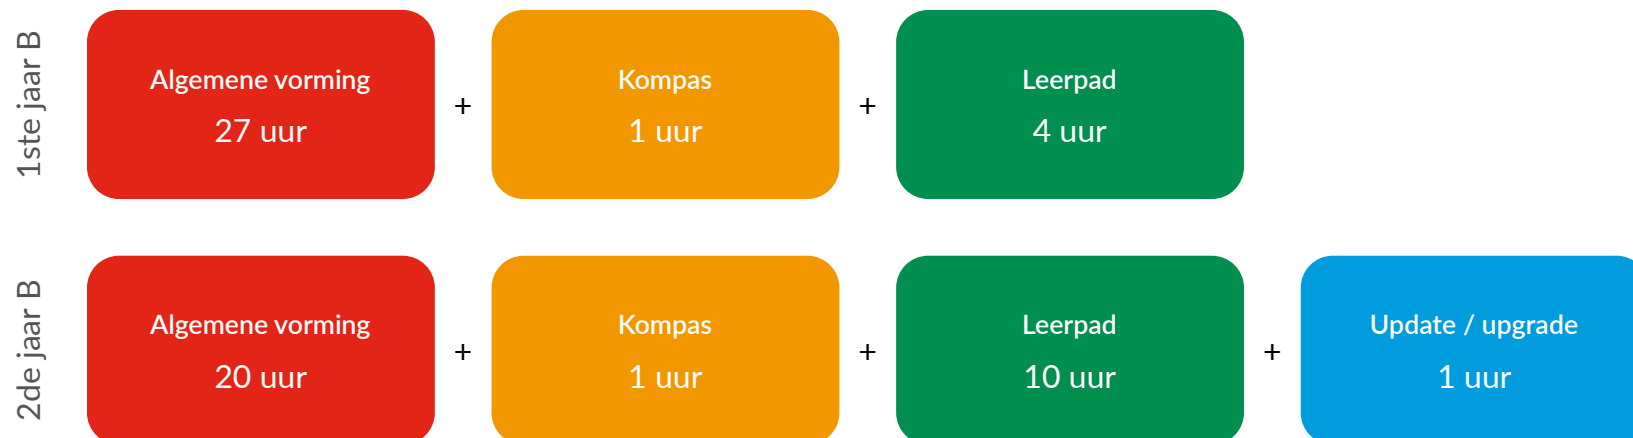 1ste jaar B
Algemene vorming
27 uur
+
Kompas
1 uur
+
Leerpad
4 uur
2de jaar B
Algemene vorming
20 uur
+
Kompas
1 uur
+
Leerpad
10 uur
+
Update / upgrade
1 uur